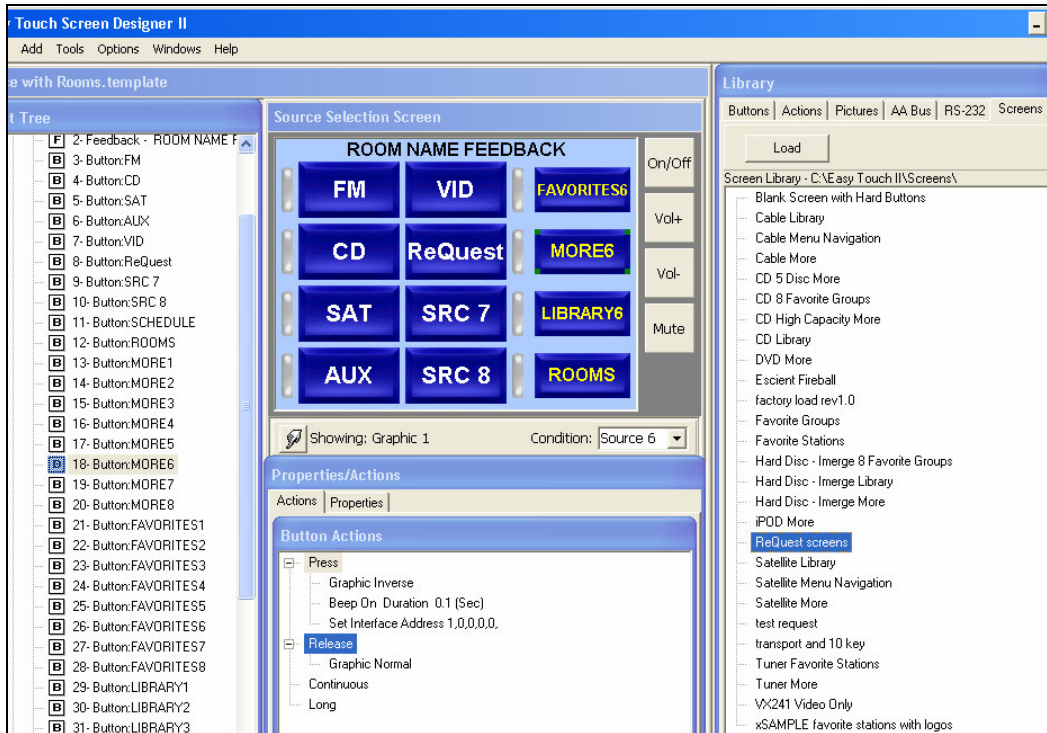 Touch Screen Designer II
Add Tools Options Windows Help
e with Rooms.template
t Tree
F 2- Feedback - ROOM NAME F
B 3- Button:FM
B 4- Button:CD
B 5- Button:SAT
B 6- Button:AUX
B 7- Button:VID
B 8- Button:ReQuest
B 9- Button:SRC 7
B 10- Button:SRC 8
B 11- Button:SCHEDULE
B 12- Button:ROOMS
B 13- Button:MORE1
B 14- Button:MORE2
B 15- Button:MORE3
B 16- Button:MORE4
B 17- Button:MORE5
B 18- Button:MORE6
B 19- Button:MORE7
B 20- Button:MORE8
B 21- Button:FAVORITES1
B 22- Button:FAVORITES2
B 23- Button:FAVORITES3
B 24- Button:FAVORITES4
B 25- Button:FAVORITES5
B 26- Button:FAVORITES6
B 27- Button:FAVORITES7
B 28- Button:FAVORITES8
B 29- Button:LIBRARY1
B 30- Button:LIBRARY2
B 31- Button:LIBRARY3
Source Selection Screen
ROOM NAME FEEDBACK
FM VID FAVORITES6
CD ReQuest MORE6
SAT SRC 7 LIBRARY6
AUX SRC 8 ROOMS
On/Off
Vol+
Vol-
Mute
Showing: Graphic 1 Condition: Source 6
Properties/Actions
Actions Properties
Button Actions
Press
Graphic Inverse
Beep On Duration 0.1 (Sec)
Set Interface Address 1,0,0,0,0,
Release
Graphic Normal
Continuous
Long
Library
Buttons Actions Pictures AA Bus RS-232 Screens
Load
Screen Library - C:\Easy Touch II\Screens\
Blank Screen with Hard Buttons
Cable Library
Cable Menu Navigation
Cable More
CD 5 Disc More
CD 8 Favorite Groups
CD High Capacity More
CD Library
DVD More
Escient Fireball
factory load rev1.0
Favorite Groups
Favorite Stations
Hard Disc - Imerge 8 Favorite Groups
Hard Disc - Imerge Library
Hard Disc - Imerge More
iPOD More
ReQuest screens
Satellite Library
Satellite Menu Navigation
Satellite More
test request
transport and 10 key
Tuner Favorite Stations
Tuner More
VX241 Video Only
xSAMPLE favorite stations with logos